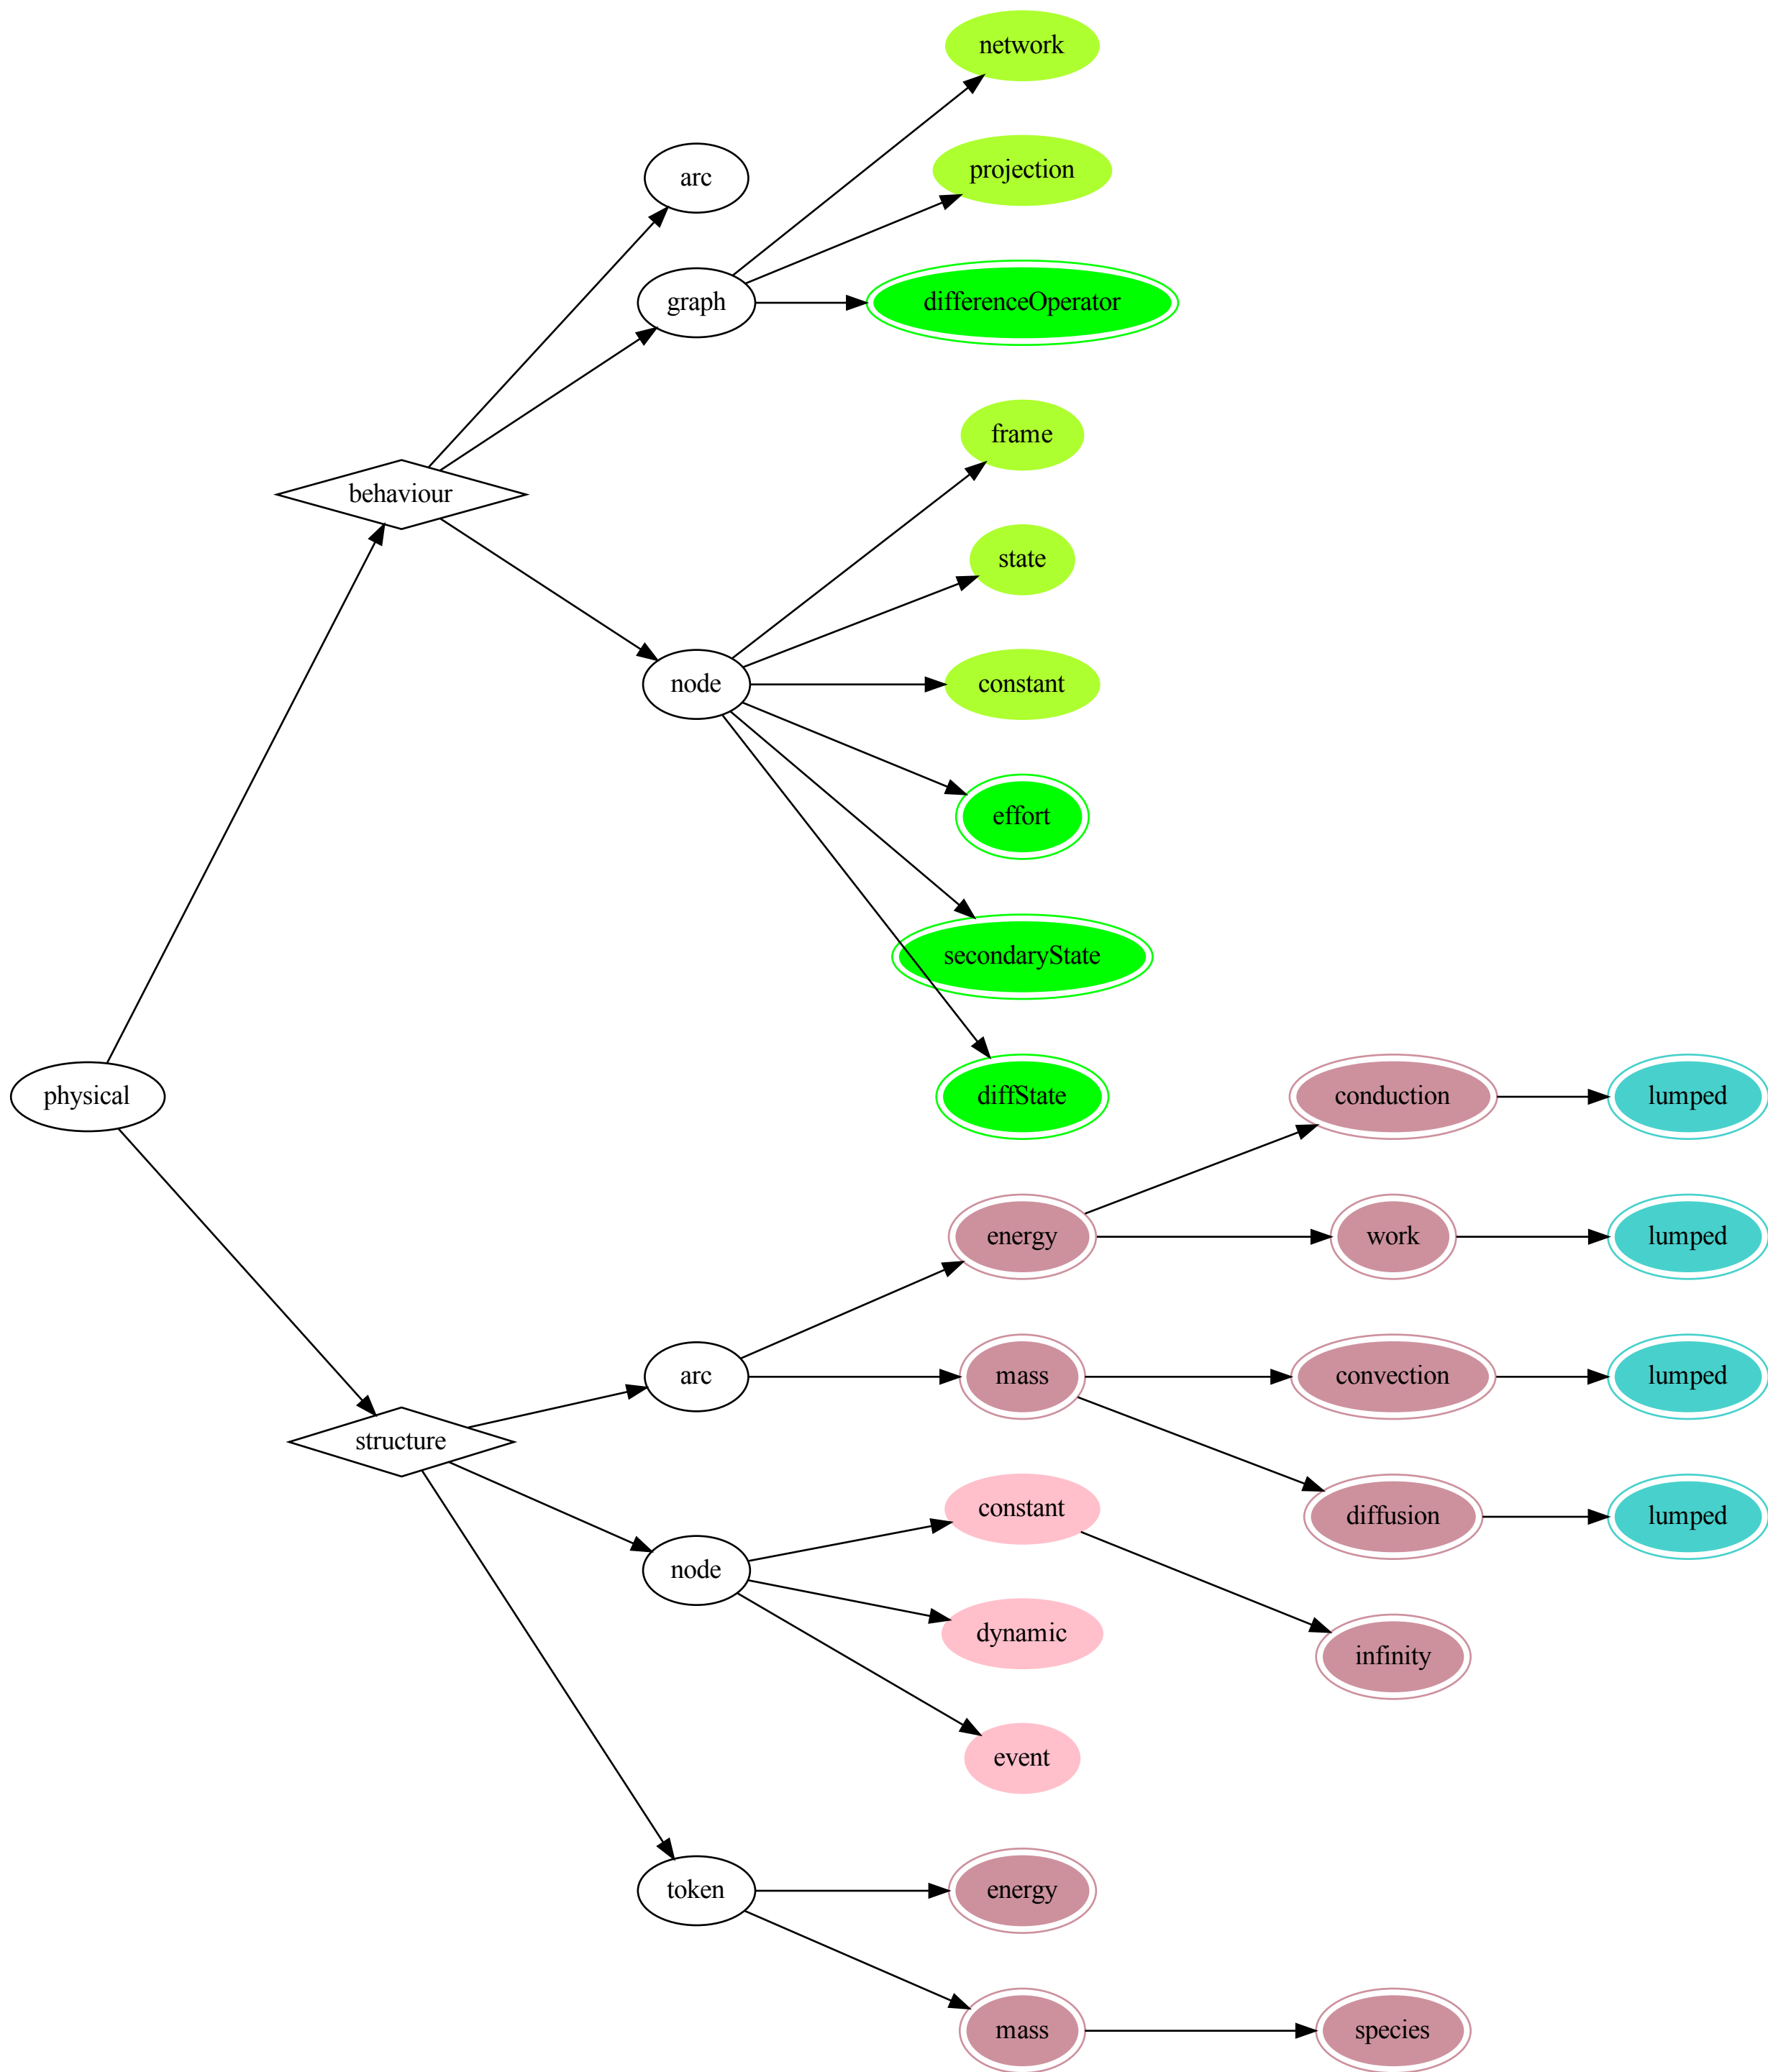 network
arc
projection
graph
differenceOperator
frame
behaviour
state
node
constant
effort
secondaryState
physical
diffState
conduction
lumped
energy
work
lumped
arc
mass
convection
lumped
structure
constant
diffusion
lumped
node
dynamic
infinity
event
token
energy
mass
species